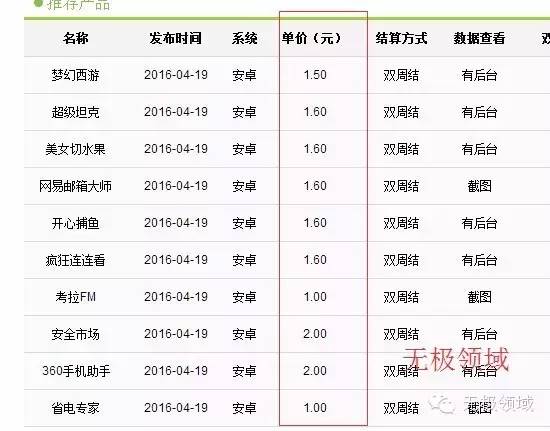 推荐产品
名称 发布时间 系统 单价（元） 结算方式 数据查看
梦幻西游 2016-04-19 安卓 1.50 双周结 有后台
超级坦克 2016-04-19 安卓 1.60 双周结 有后台
美女切水果 2016-04-19 安卓 1.60 双周结 有后台
网易邮箱大师 2016-04-19 安卓 1.60 双周结 截图
开心捕鱼 2016-04-19 安卓 1.60 双周结 有后台
疯狂连连看 2016-04-19 安卓 1.60 双周结 有后台
考拉FM 2016-04-19 安卓 1.00 双周结 截图
安全市场 2016-04-19 安卓 2.00 双周结 有后台
无极领域
360手机助手 2016-04-19 安卓 2.00 双周结 有后台
省电专家 2016-04-19 安卓 1.00 双周结 截图
无极领域